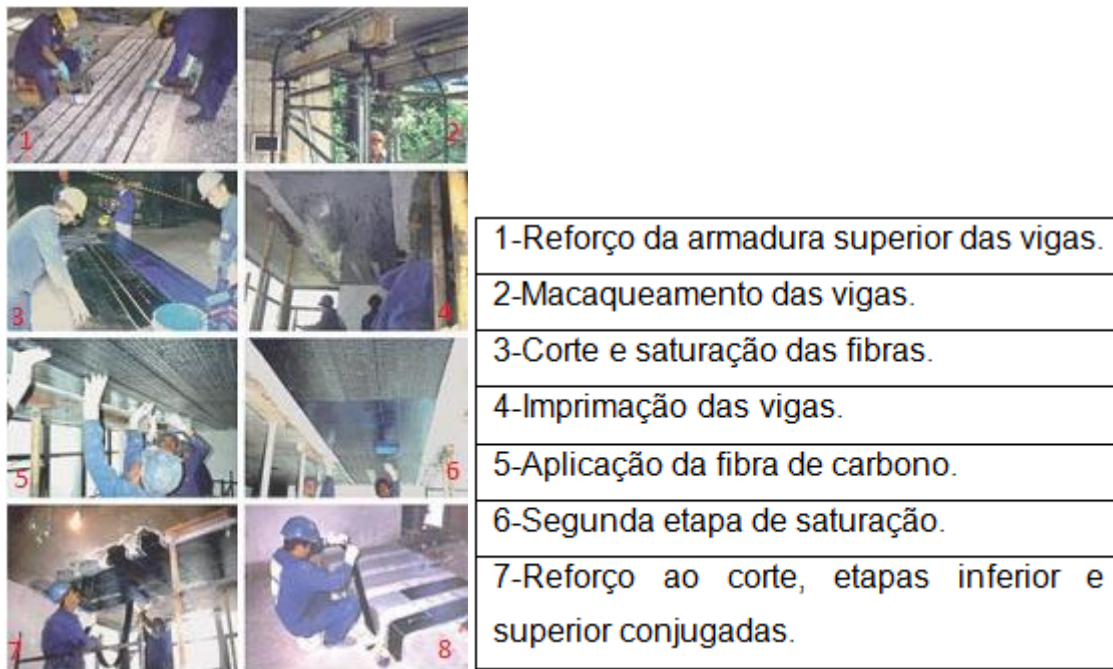 1
2
3
4
5
6
7
8
1-Reforço da armadura superior das vigas.
2-Macaqueamento das vigas.
3-Corte e saturação das fibras.
4-Imprimação das vigas.
5-Aplicação da fibra de carbono.
6-Segunda etapa de saturação.
7-Reforço ao corte, etapas inferior e
superior conjugadas.